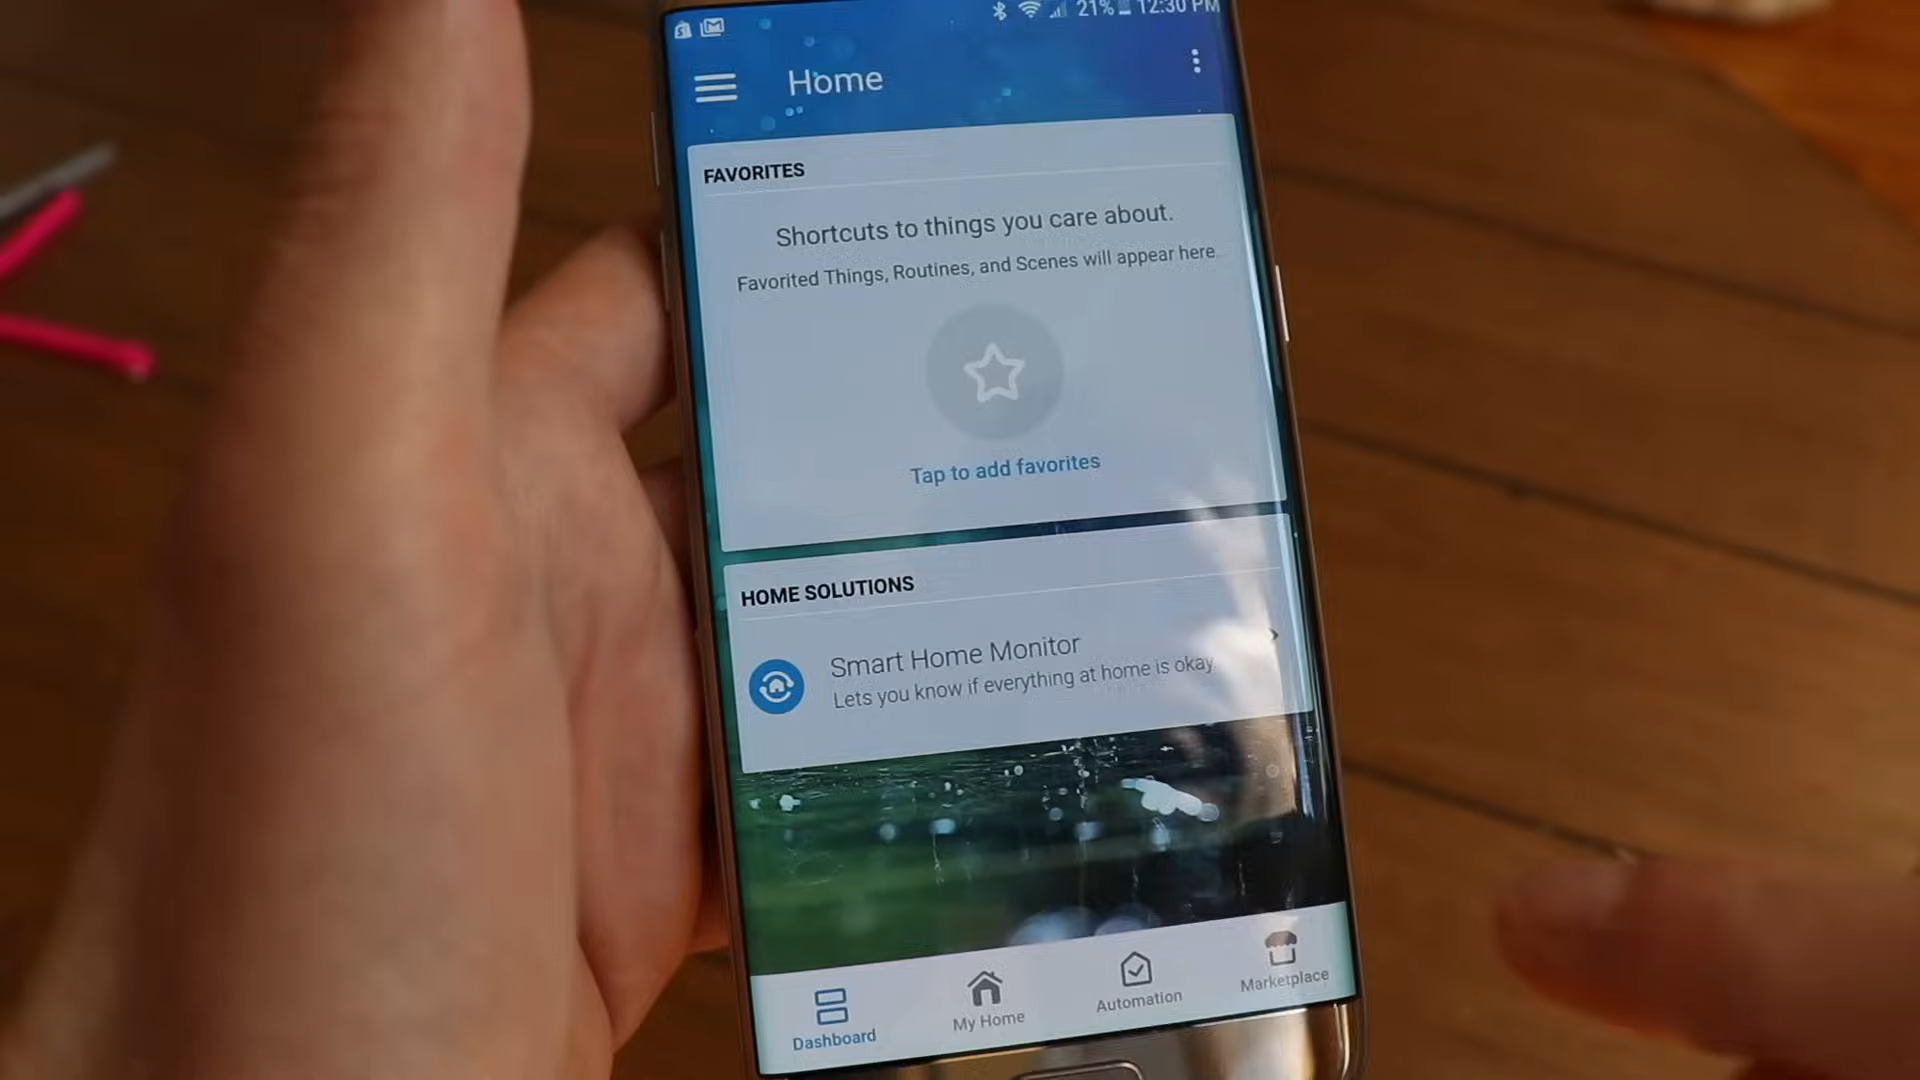 21% 12:30 PM
Home
FAVORITES
Shortcuts to things you care about.
Favorited Things, Routines, and Scenes will appear here.
Tap to add favorites
HOME SOLUTIONS
Smart Home Monitor
Lets you know if everything at home is okay.
Dashboard
My Home
Automation
Marketplace